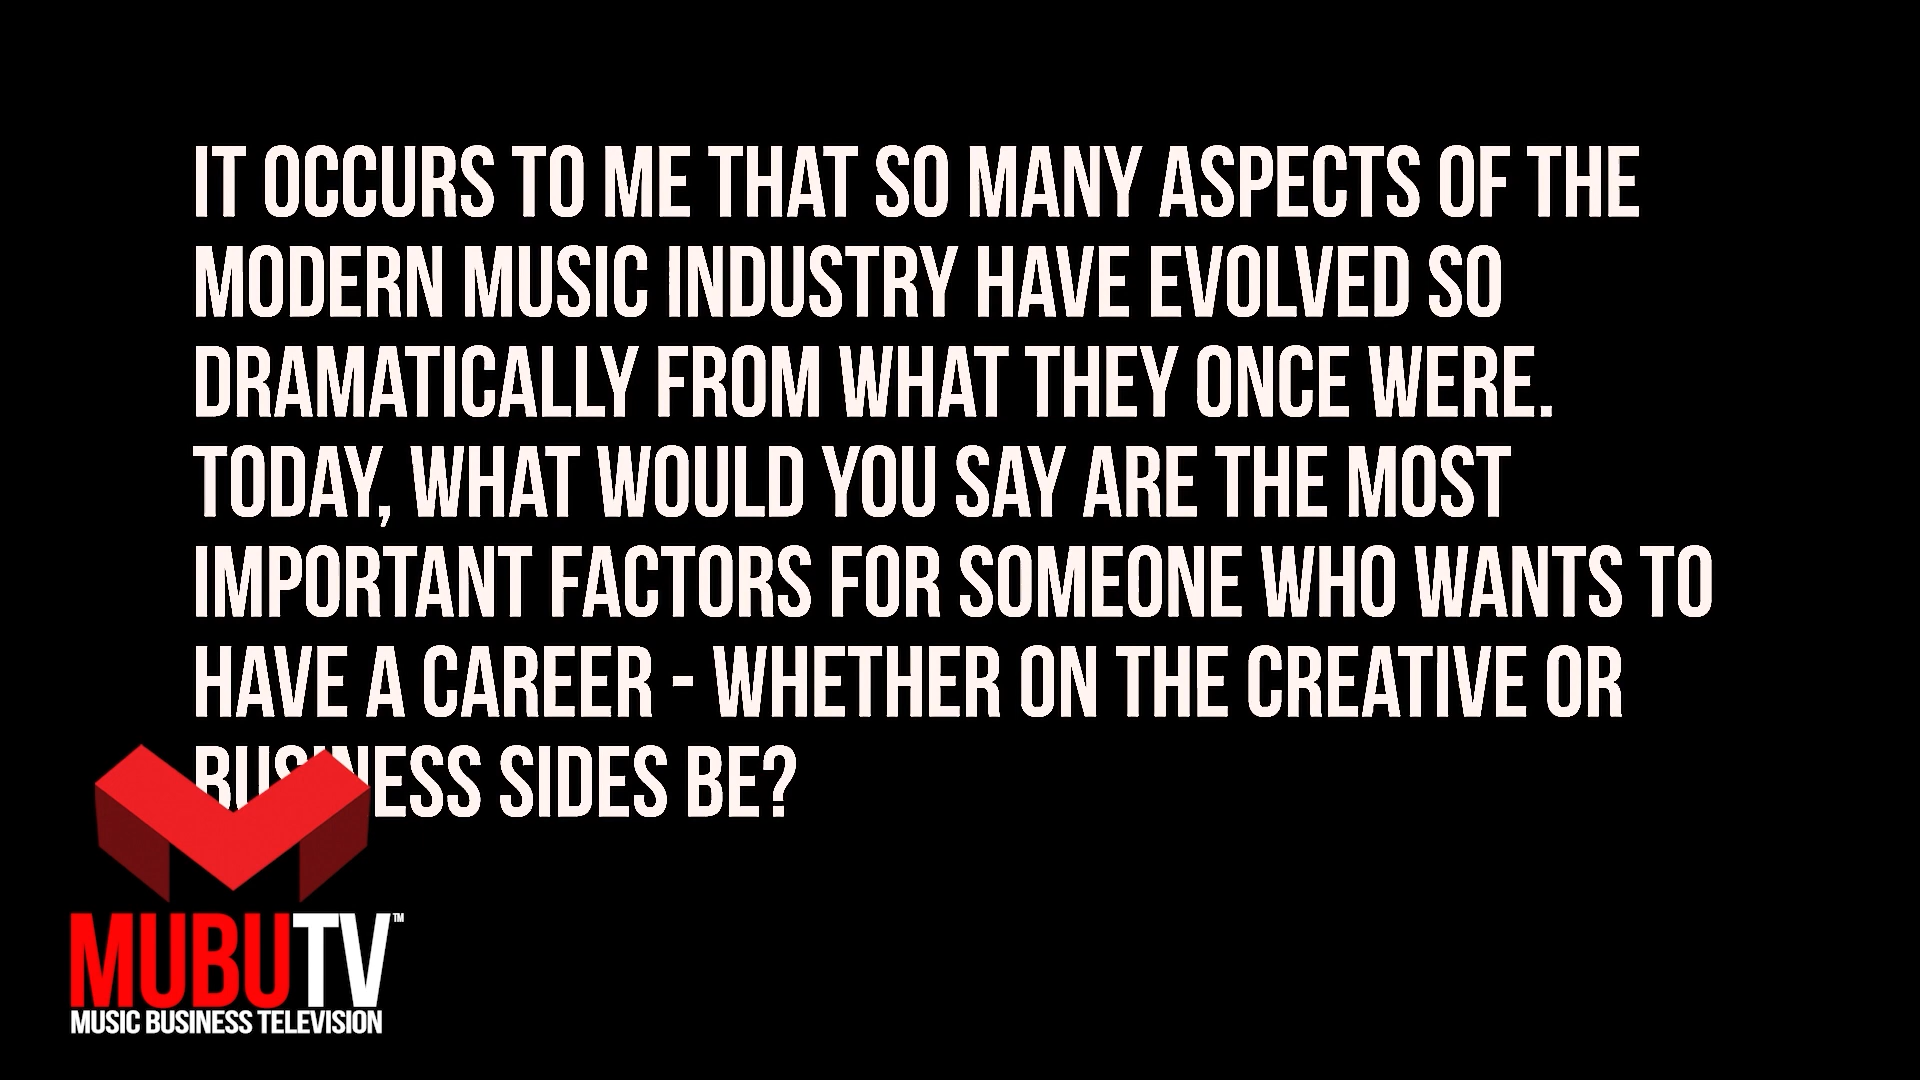 IT OCCURS TO ME THAT SO MANY ASPECTS OF THE
MODERN MUSIC INDUSTRY HAVE EVOLVED SO
DRAMATICALLY FROM WHAT THEY ONCE WERE.
TODAY, WHAT WOULD YOU SAY ARE THE MOST
IMPORTANT FACTORS FOR SOMEONE WHO WANTS TO
HAVE A CAREER - WHETHER ON THE CREATIVE OR
BUSINESS SIDES BE?
MUBUTV™
MUSIC BUSINESS TELEVISION